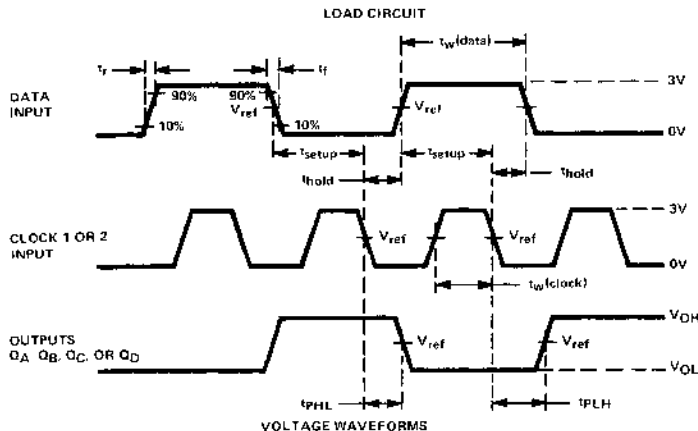 LOAD CIRCUIT
tw(data)
tr
tf
3V
DATA
INPUT
90%
90%
Vref
Vref
10%
10%
0V
tsetup
tsetup
thold
thold
3V
CLOCK 1 OR 2
INPUT
Vref
Vref
0V
tw(clock)
VOH
OUTPUTS
QA, QB, QC, OR QD
Vref
Vref
VOL
tPHL
tPLH
VOLTAGE WAVEFORMS